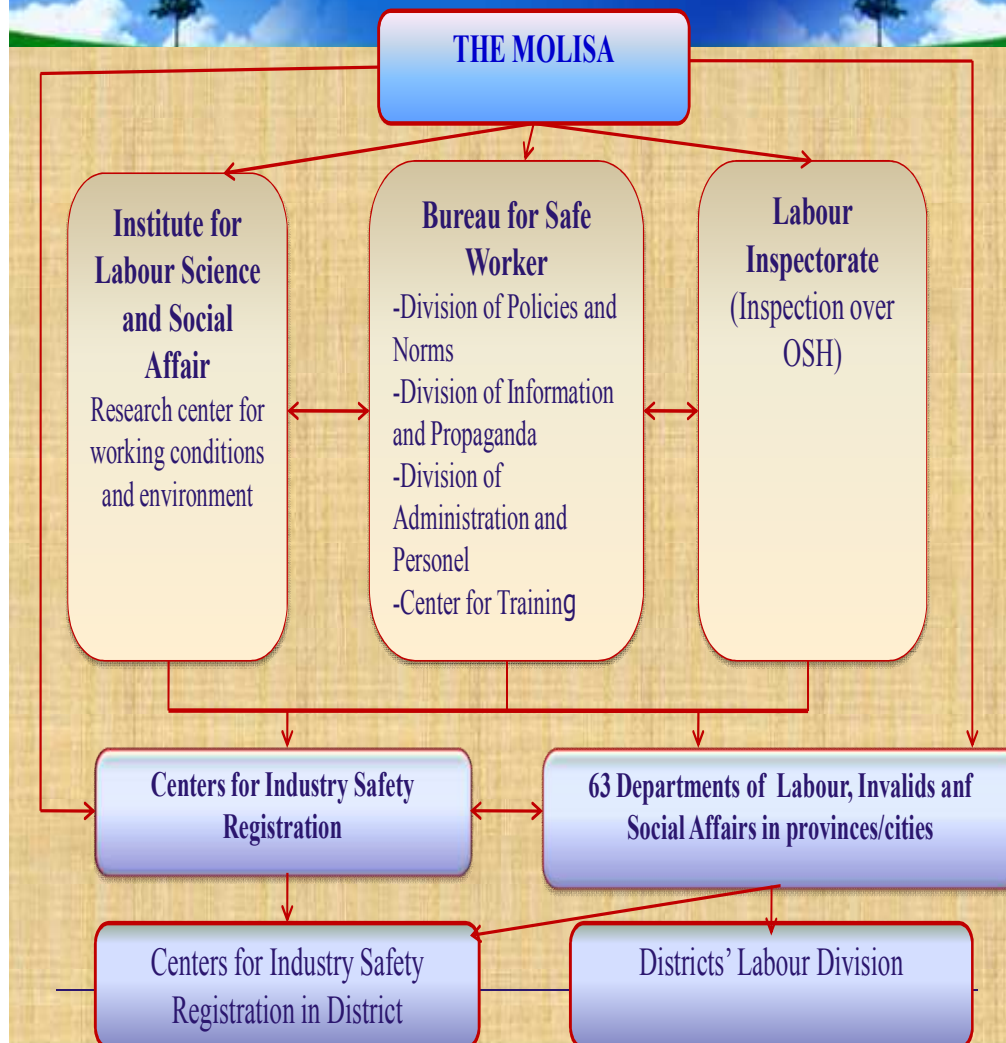 THE MOLISA
Institute for
Labour Science
and Social
Affair
Research center for
working conditions
and environment
Bureau for Safe
Worker
-Division of Policies and
Norms
-Division of Information
and Propaganda
-Division of
Administration and
Personel
-Center for Training
Labour
Inspectorate
(Inspection over
OSH)
Centers for Industry Safety
Registration
63 Departments of Labour, Invalids anf
Social Affairs in provinces/cities
Centers for Industry Safety
Registration in District
Districts’ Labour Division